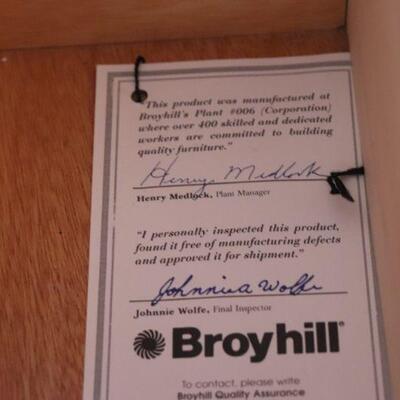 "This product was manufactured at
Broyhill's Plant #006 (Corporation)
where over 400 skilled and dedicated
workers are committed to building
quality furniture."
Henry Medlock
Henry Medlock, Plant Manager
"I personally inspected this product,
found it free of manufacturing defects
and approved it for shipment."
Johnnie a Wolfe
Johnnie Wolfe, Final Inspector
Broyhill®
To contact, please write
Broyhill Quality Assurance